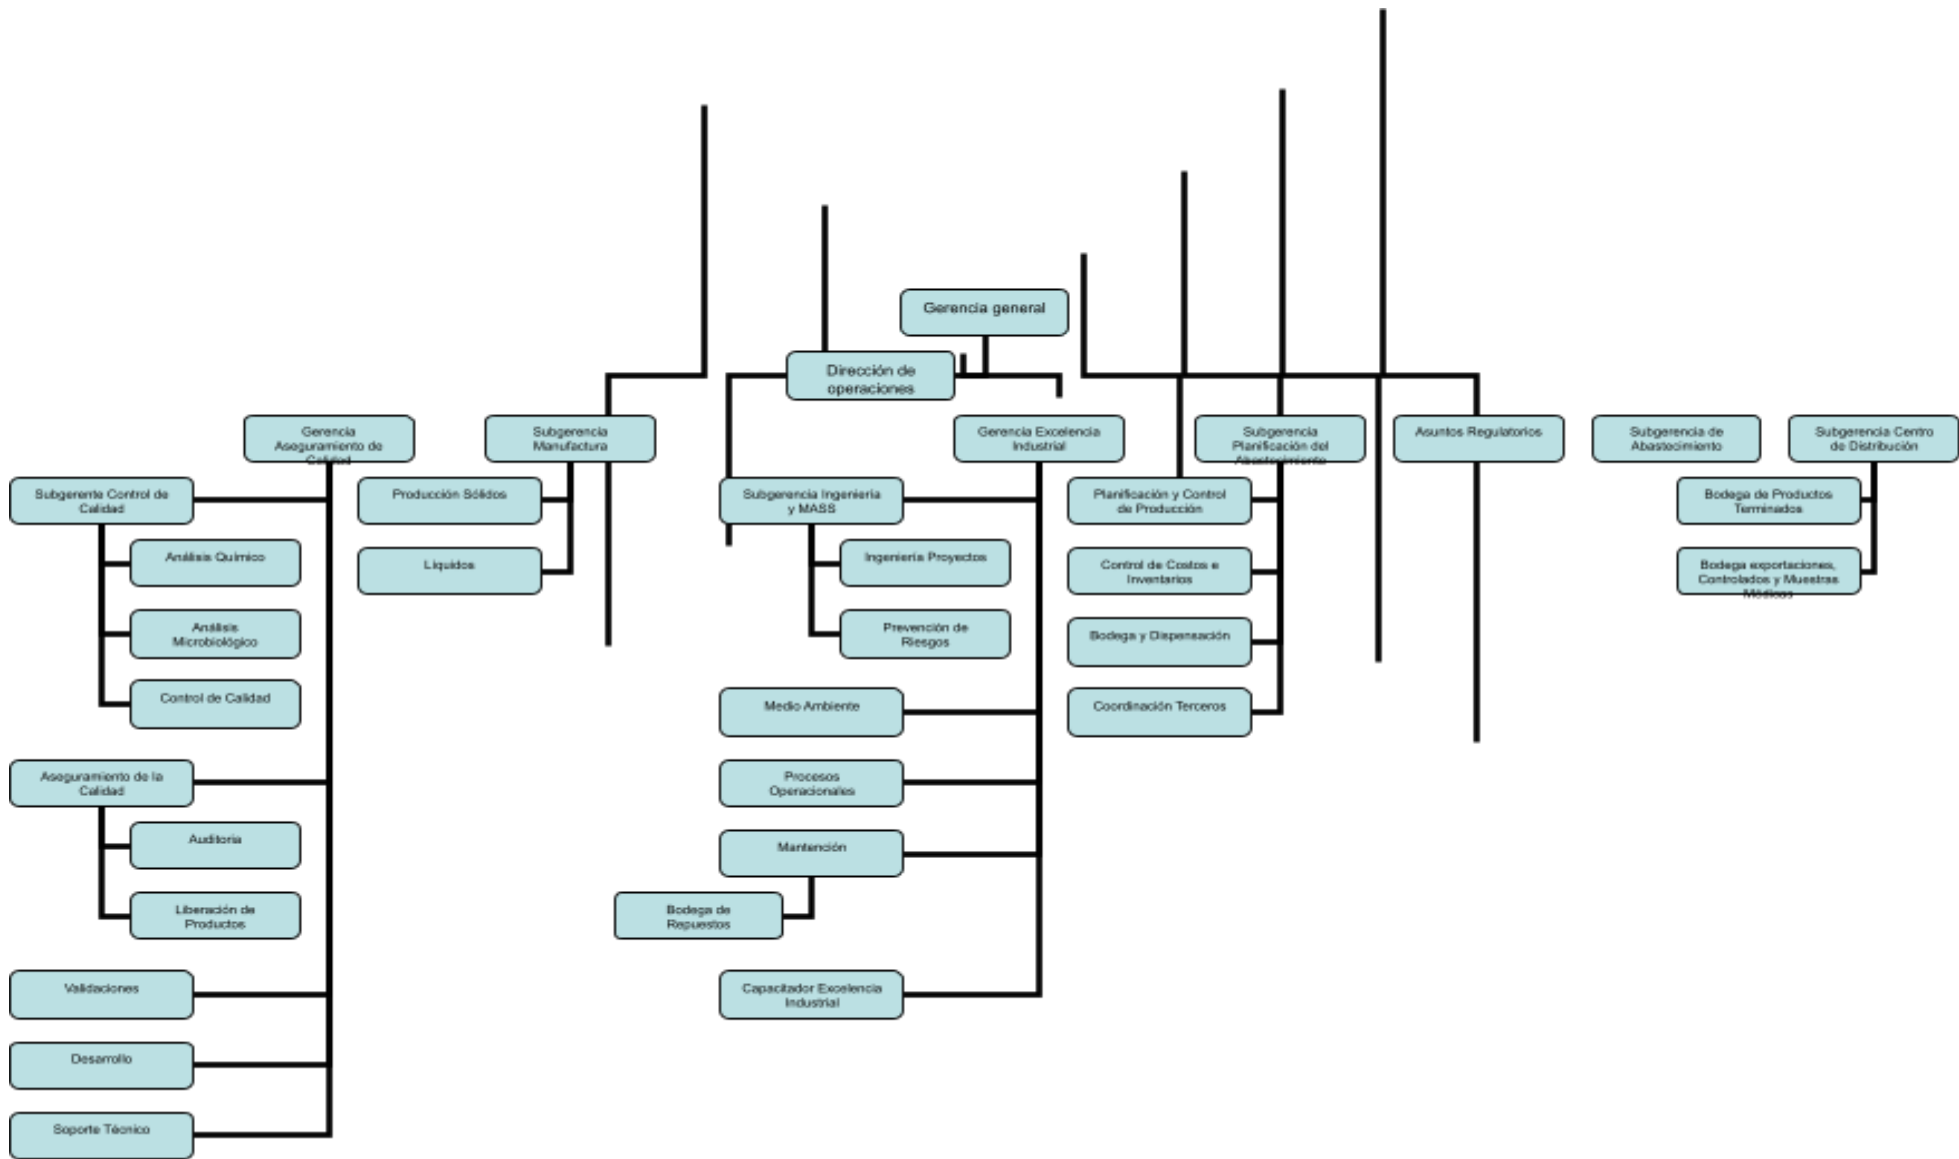 Gerencia general
Dirección de
operaciones
Gerencia
Aseguramiento de
Calidad
Subgerencia
Manufactura
Gerencia Excelencia
Industrial
Subgerencia
Planificación del
Abastecimiento
Asuntos Regulatorios
Subgerencia de
Abastecimiento
Subgerencia Centro
de Distribución
Subgerente Control de
Calidad
Análisis Químico
Análisis
Microbiológico
Control de Calidad
Aseguramiento de la
Calidad
Auditoria
Liberación de
Productos
Validaciones
Desarrollo
Soporte Técnico
Producción Sólidos
Líquidos
Subgerencia Ingeniería
y MASS
Ingeniería Proyectos
Prevención de
Riesgos
Medio Ambiente
Procesos
Operacionales
Mantención
Bodega de
Repuestos
Capacitador Excelencia
Industrial
Planificación y Control
de Producción
Control de Costos e
Inventarios
Bodega y Dispensación
Coordinación Terceros
Bodega de Productos
Terminados
Bodega exportaciones,
Controlados y Muestras
Médicas